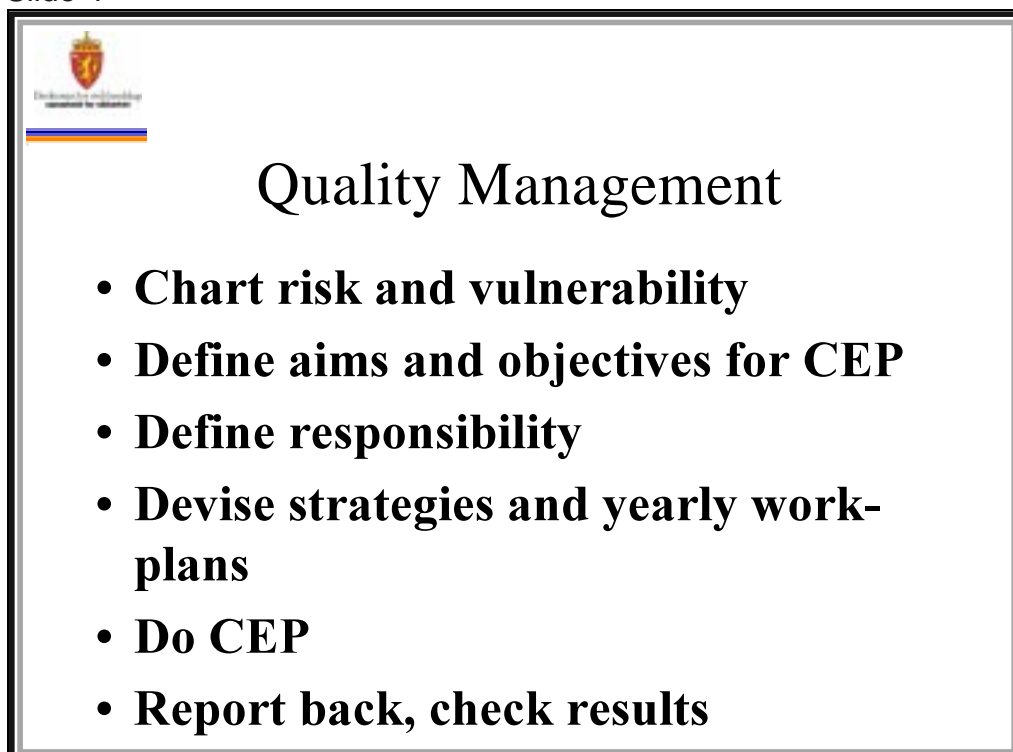 Quality Management
• Chart risk and vulnerability
• Define aims and objectives for CEP
• Define responsibility
• Devise strategies and yearly work-
plans
• Do CEP
• Report back, check results